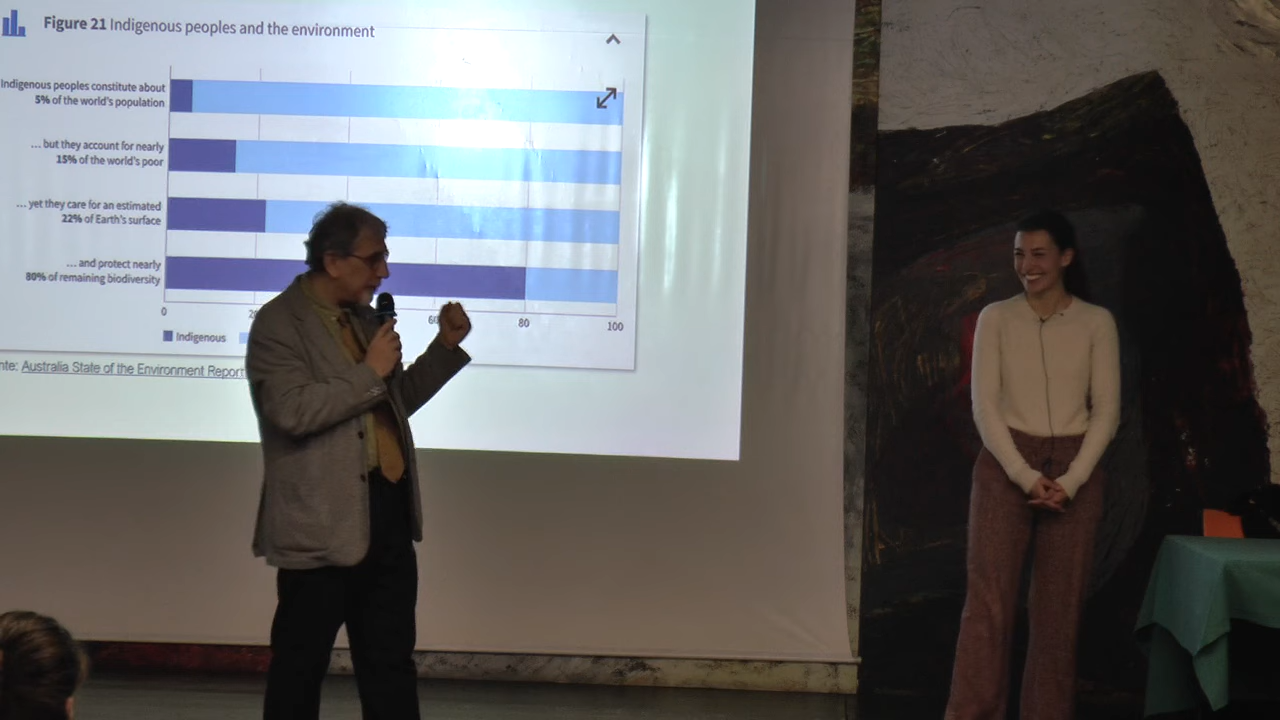 Figure 21 Indigenous peoples and the environment
Indigenous peoples constitute about
5% of the world's population
... but they account for nearly
15% of the world's poor
... yet they care for an estimated
22% of Earth's surface
... and protect nearly
80% of remaining biodiversity
0
80
100
Indigenous
Australia State of the Environment Report